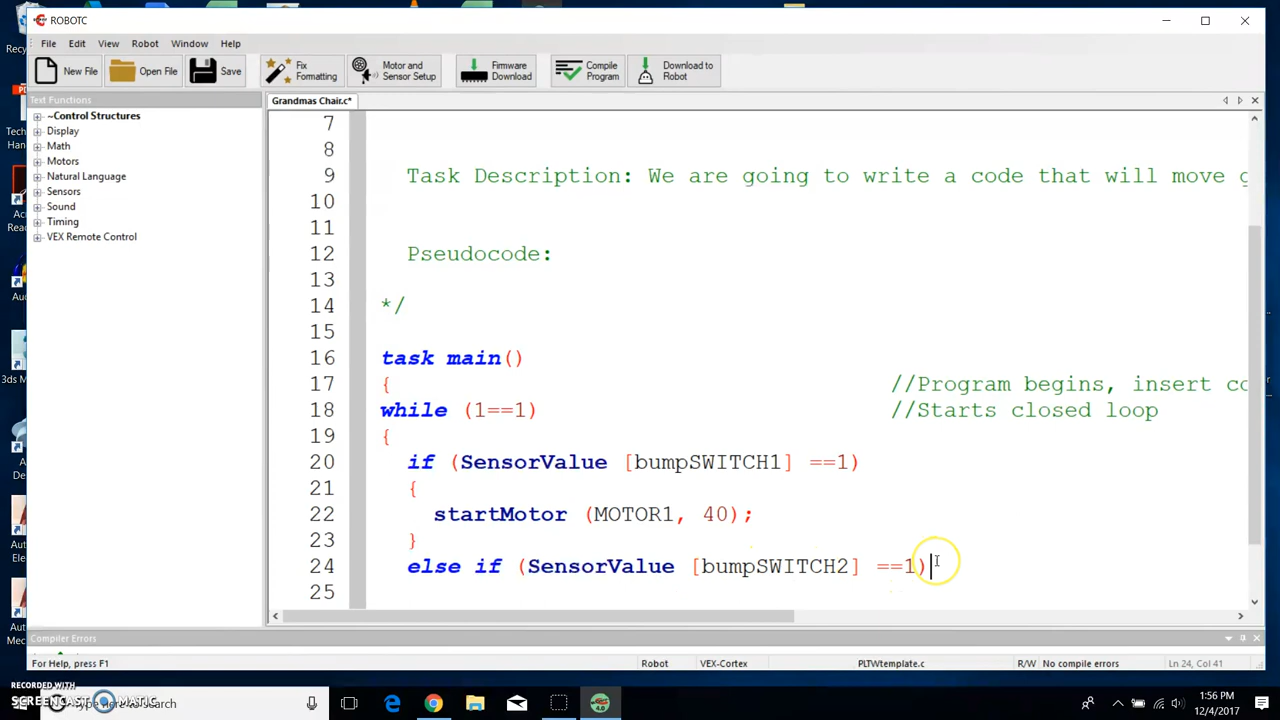 ROBOTC
File Edit View Robot Window Help
New File Open File Save Fix Formatting Motor and Sensor Setup Firmware Download Compile Program Download to Robot
Text Functions
Grandmas Chair.c*
~Control Structures
Display
Math
Motors
Natural Language
Sensors
Sound
Timing
VEX Remote Control
7
8
9 Task Description: We are going to write a code that will move g
10
11
12 Pseudocode:
13
14 */
15
16 task main()
17 { //Program begins, insert co
18 while (1==1) //Starts closed loop
19 {
20 if (SensorValue [bumpSWITCH1] ==1)
21 {
22 startMotor (MOTOR1, 40);
23 }
24 else if (SensorValue [bumpSWITCH2] ==1)
25
Compiler Errors
For Help, press F1 Robot VEX-Cortex PLTWtemplate.c R/W No compile errors Ln 24, Col 41
RECORDED WITH
SCREENCAST MATIC
here to search
1:56 PM
12/4/2017